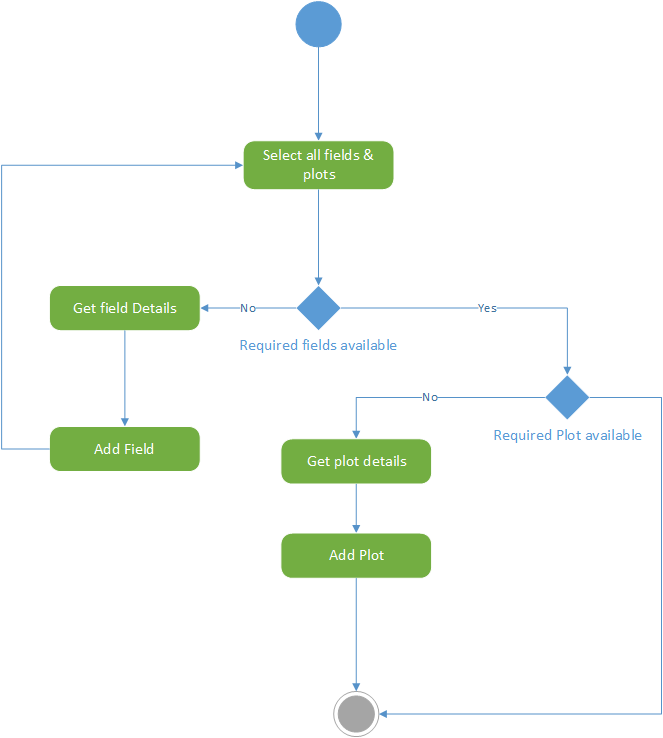 Select all fields &
plots
Get field Details
No
Yes
Required fields available
No
Required Plot available
Add Field
Get plot details
Add Plot